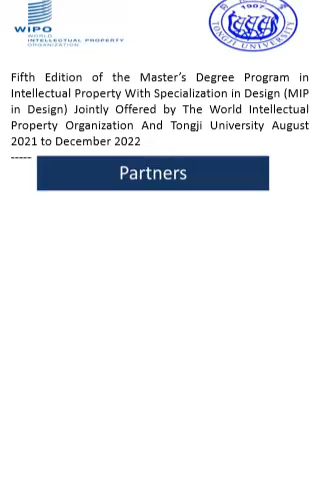 WIPO
WORLD
INTELLECTUAL PROPERTY
ORGANIZATION
1907
TONGJI UNIVERSITY
Fifth Edition of the Master’s Degree Program in
Intellectual Property With Specialization in Design (MIP
in Design) Jointly Offered by The World Intellectual
Property Organization And Tongji University August
2021 to December 2022
-----
Partners